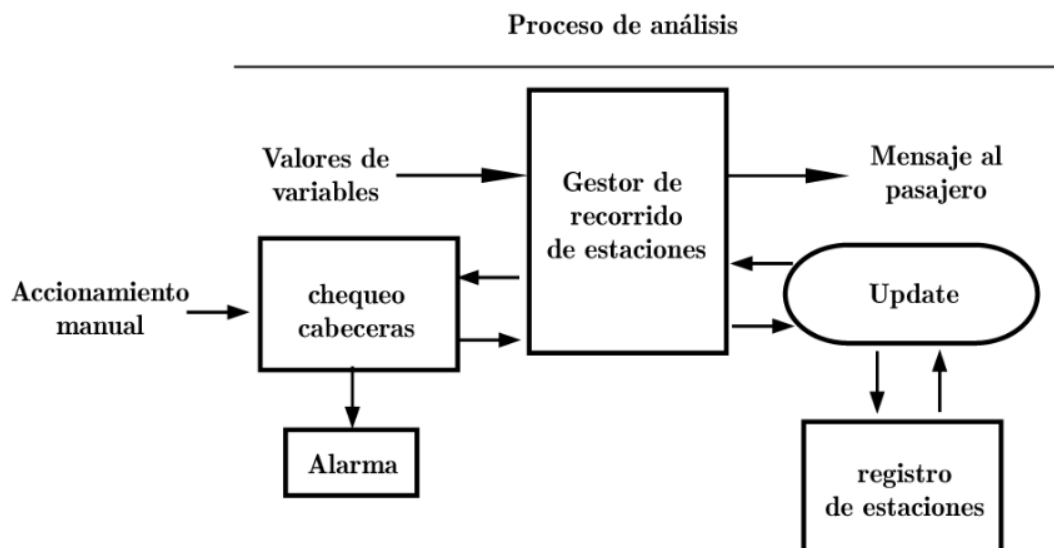 Proceso de análisis
Valores de
variables
Gestor de
recorrido
de estaciones
Mensaje al
pasajero
Accionamiento
manual
chequeo
cabeceras
Update
Alarma
registro
de estaciones